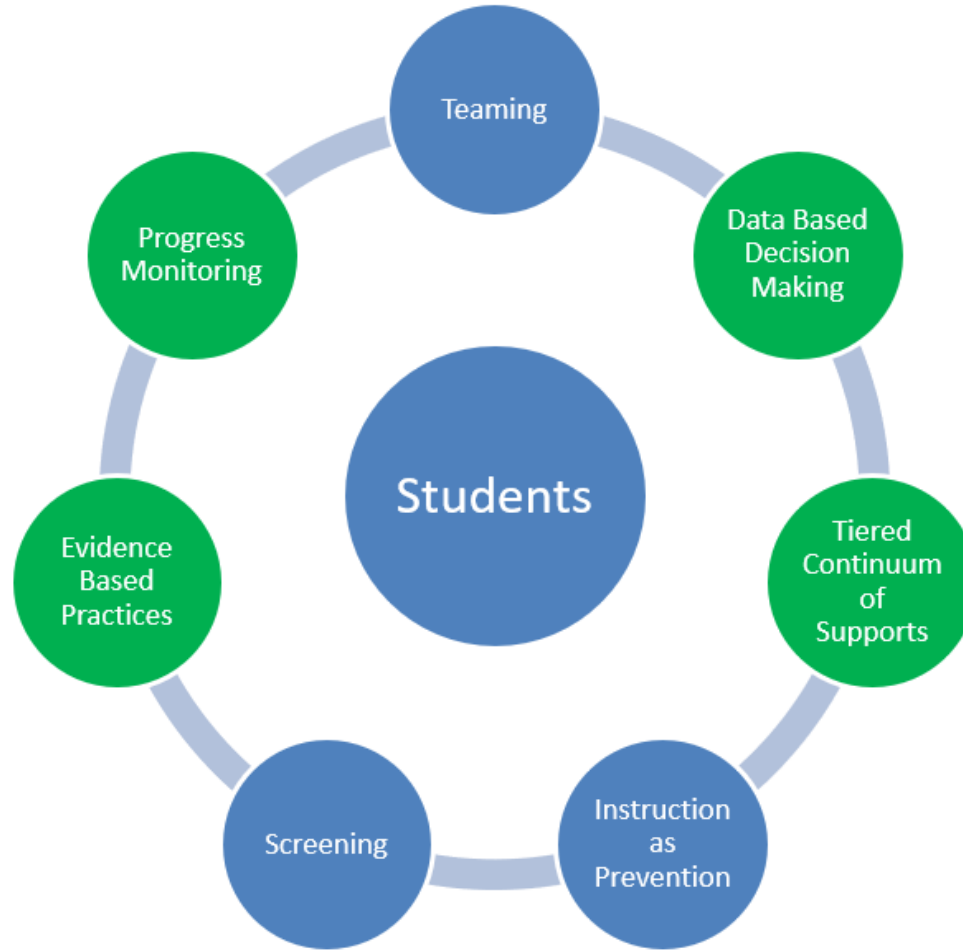 Teaming
Data Based
Decision
Making
Tiered
Continuum
of
Supports
Instruction
as
Prevention
Screening
Evidence
Based
Practices
Progress
Monitoring
Students